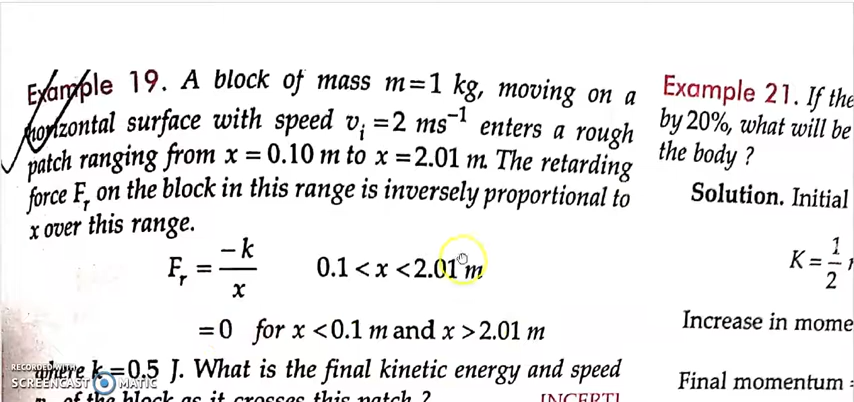 Example 19. A block of mass m=1 kg, moving on a
horizontal surface with speed vᵢ =2 ms⁻¹ enters a rough
patch ranging from x = 0.10 m to x = 2.01 m. The retarding
force Fᵣ on the block in this range is inversely proportional to
x over this range.
Fᵣ = −k/x 0.1 < x < 2.01 m
= 0 for x < 0.1 m and x > 2.01 m
where k =0.5 J. What is the final kinetic energy and speed
of the block as it crosses this patch ? [NCERT]
Example 21. If the
by 20%, what will be
the body ?
Solution. Initial
K = 1/2
Increase in mome
Final momentum =
RECORDED WITH
SCREENCAST MATIC